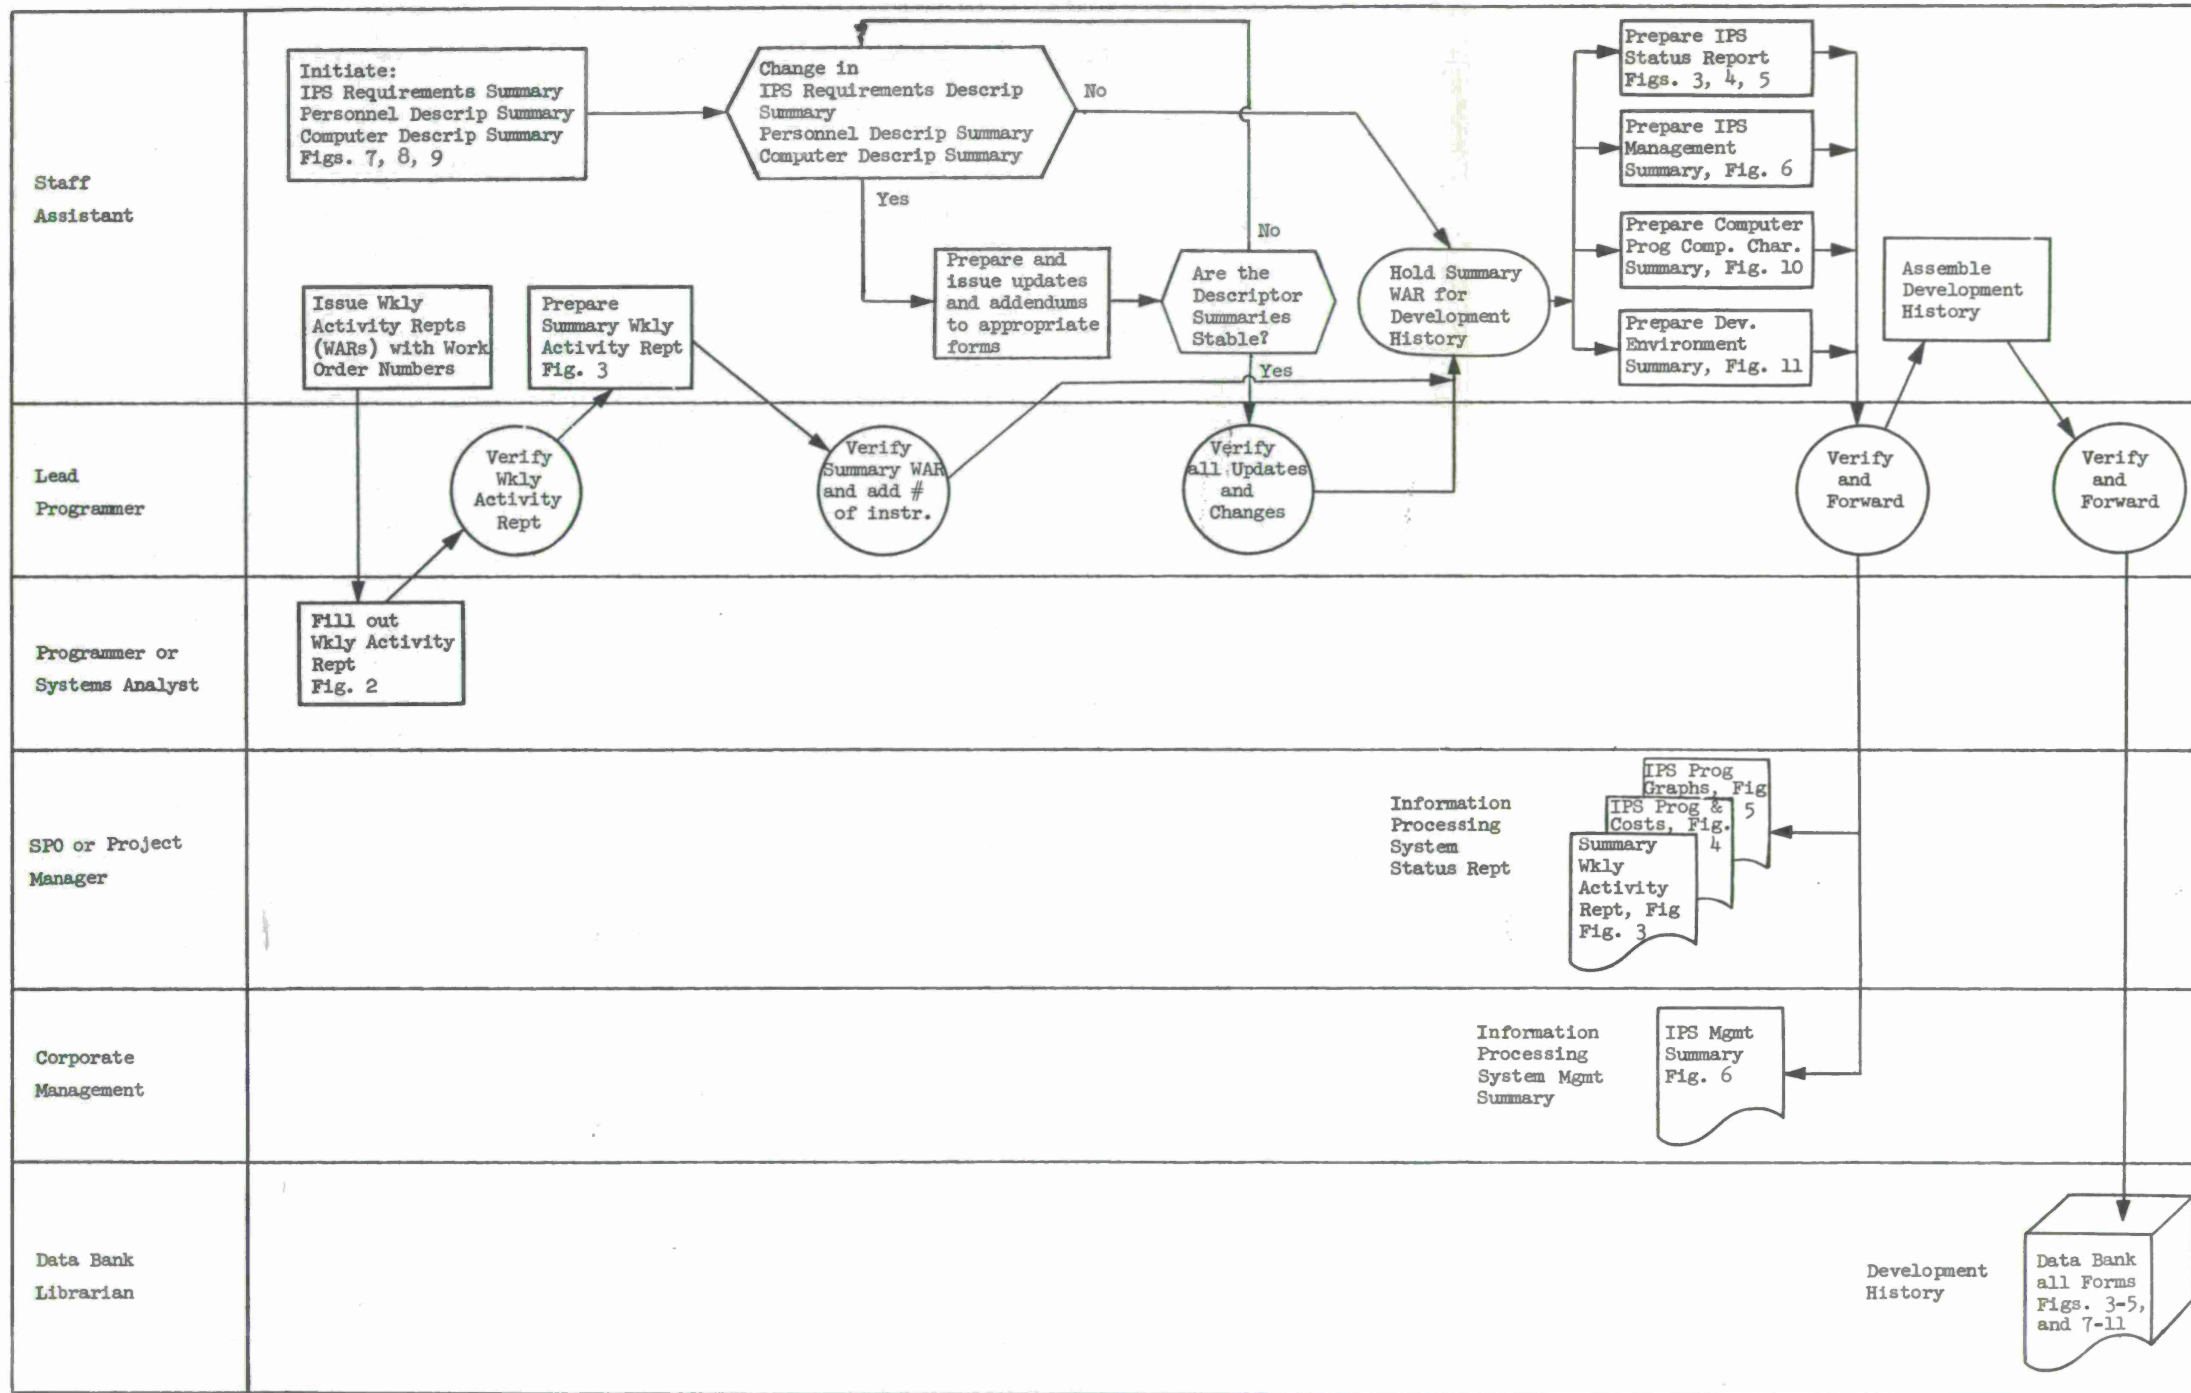 Staff
Assistant
Initiate:
IPS Requirements Summary
Personnel Descrip Summary
Computer Descrip Summary
Figs. 7, 8, 9
Change in
IPS Requirements Descrip
Summary
Personnel Descrip Summary
Computer Descrip Summary
No
Yes
Prepare and
issue updates
and addendums
to appropriate
forms
No
Are the
Descriptor
Summaries
Stable?
Yes
Hold Summary
WAR for
Development
History
Prepare IPS
Status Report
Figs. 3, 4, 5
Prepare IPS
Management
Summary, Fig. 6
Prepare Computer
Prog Comp. Char.
Summary, Fig. 10
Prepare Dev.
Environment
Summary, Fig. 11
Assemble
Development
History
Issue Wkly
Activity Repts
(WARs) with Work
Order Numbers
Prepare
Summary Wkly
Activity Rept
Fig. 3
Lead
Programmer
Verify
Wkly
Activity
Rept
Verify
Summary WAR
and add #
of instr.
Verify
all Updates
and
Changes
Verify
and
Forward
Verify
and
Forward
Programmer or
Systems Analyst
Fill out
Wkly Activity
Rept
Fig. 2
SPO or Project
Manager
Information
Processing
System
Status Rept
IPS Prog
Graphs, Fig
5
IPS Prog &
Costs, Fig.
4
Summary
Wkly
Activity
Rept, Fig
Fig. 3
Corporate
Management
Information
Processing
System Mgmt
Summary
IPS Mgmt
Summary
Fig. 6
Data Bank
Librarian
Development
History
Data Bank
all Forms
Figs. 3-5,
and 7-11